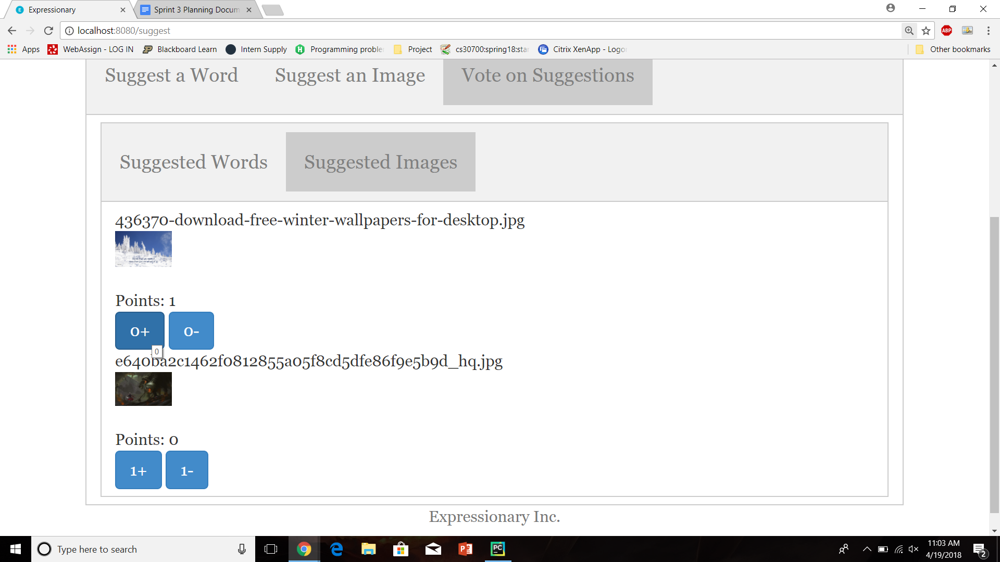 Expressionary
Sprint 3 Planning Docum
localhost:8080/suggest
ABP
Apps
WebAssign - LOG IN
Blackboard Learn
Intern Supply
Programming proble
Project
cs30700:spring18:sta
Citrix XenApp - Logo
Other bookmarks
Suggest a Word
Suggest an Image
Vote on Suggestions
Suggested Words
Suggested Images
436370-download-free-winter-wallpapers-for-desktop.jpg
Points: 1
0+
0-
0
e640ba2c1462f0812855a05f8cd5dfe86f9e5b9d_hq.jpg
Points: 0
1+
1-
Expressionary Inc.
Type here to search
PC
11:03 AM
4/19/2018
2